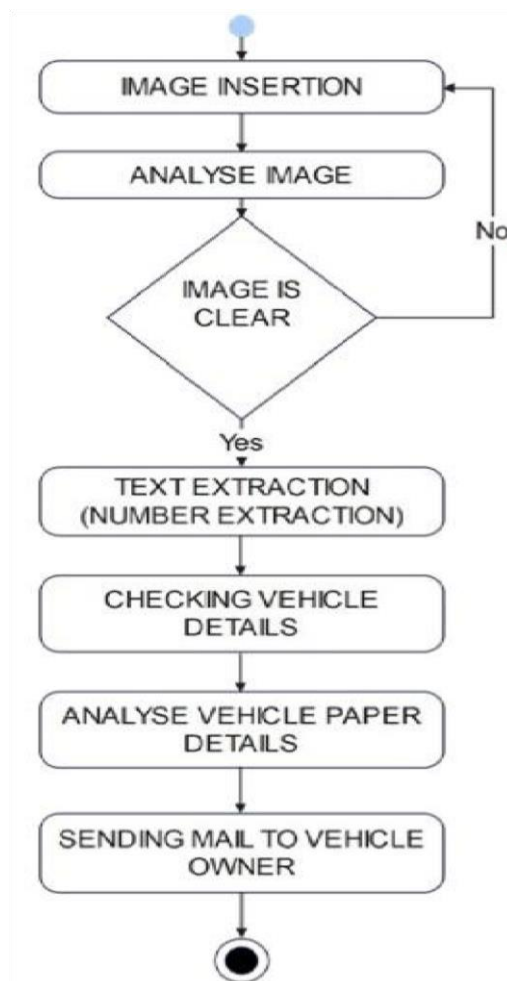 IMAGE INSERTION
ANALYSE IMAGE
No
IMAGE IS
CLEAR
Yes
TEXT EXTRACTION
(NUMBER EXTRACTION)
CHECKING VEHICLE
DETAILS
ANALYSE VEHICLE PAPER
DETAILS
SENDING MAIL TO VEHICLE
OWNER